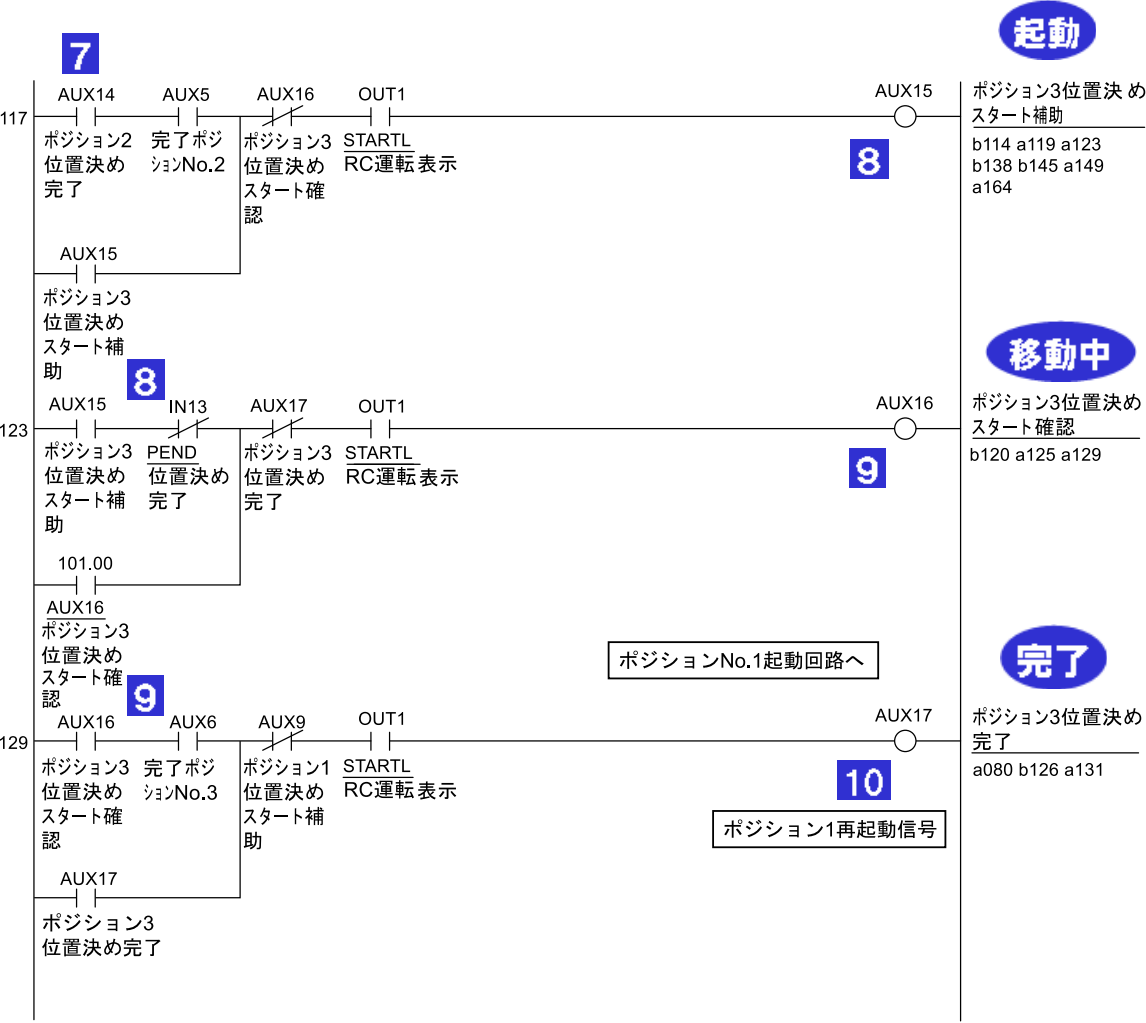 起動
7
AUX14 AUX5 AUX16 OUT1 AUX15
ポジション3位置決め
スタート補助
117
ポジション2
位置決め
完了
完了ポジ
ションNo.2
ポジション3
位置決め
スタート確
認
STARTL
RC運転表示
8
b114 a119 a123
b138 b145 a149
a164
AUX15
ポジション3
位置決め
スタート補
助
移動中
8
AUX15 IN13 AUX17 OUT1 AUX16
ポジション3位置決め
スタート確認
123
ポジション3
位置決め
スタート補
助
PEND
位置決め
完了
ポジション3
位置決め
完了
STARTL
RC運転表示
9
b120 a125 a129
101.00
AUX16
ポジション3
位置決め
スタート確
認
ポジションNo.1起動回路へ
完了
9
AUX16 AUX6 AUX9 OUT1 AUX17
ポジション3位置決め
完了
129
ポジション3
位置決め
スタート確
認
完了ポジ
ションNo.3
ポジション1
位置決め
スタート補
助
STARTL
RC運転表示
10
a080 b126 a131
ポジション1再起動信号
AUX17
ポジション3
位置決め完了